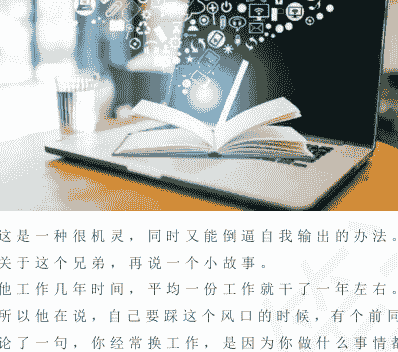 这是一种很机灵，同时又能倒逼自我输出的办法。
关于这个兄弟，再说一个小故事。
他工作几年时间，平均一份工作就干了一年左右。
所以他在说，自己要踩这个风口的时候，有个前同
论了一句，你经常换工作，是因为你做什么事情都